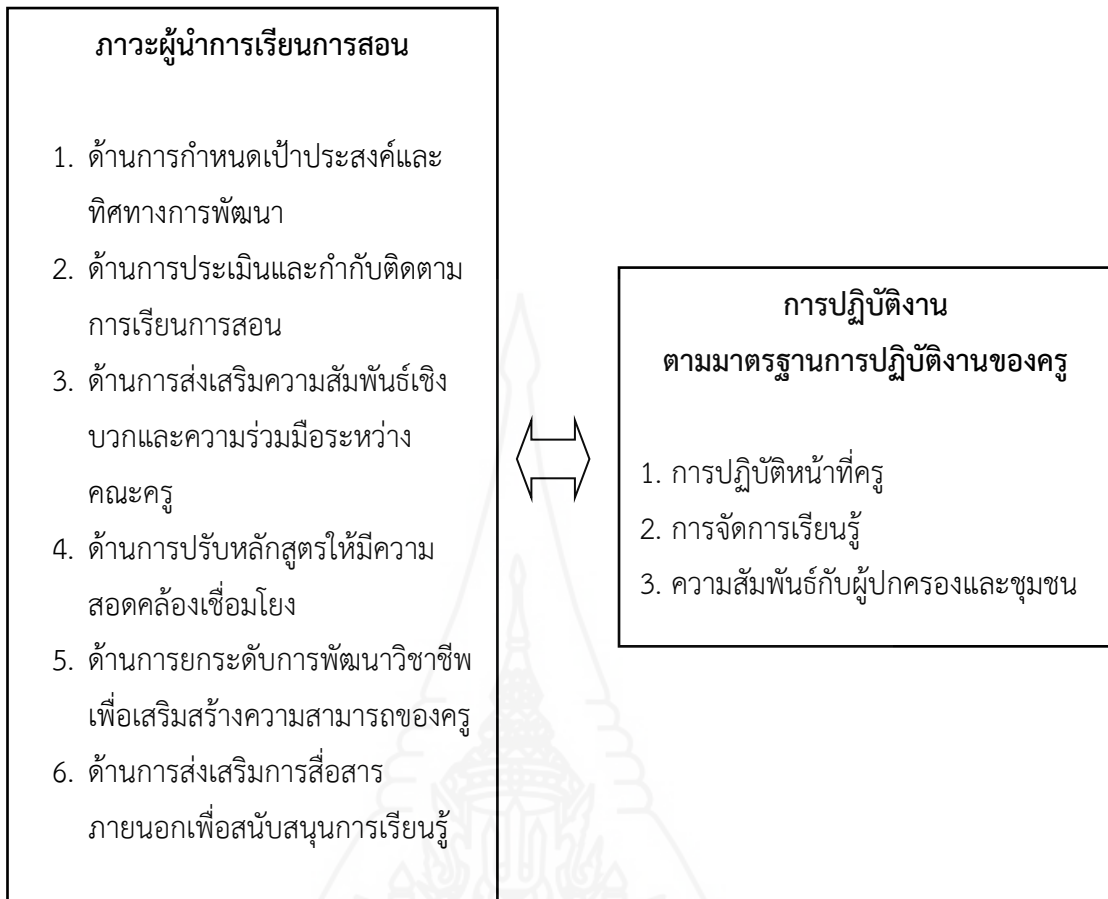 ภาวะผู้นำการเรียนการสอน
1. ด้านการกำหนดเป้าประสงค์และ
ทิศทางการพัฒนา
2. ด้านการประเมินและกำกับติดตาม
การเรียนการสอน
3. ด้านการส่งเสริมความสัมพันธ์เชิง
บวกและความร่วมมือระหว่าง
คณะครู
4. ด้านการปรับหลักสูตรให้มีความ
สอดคล้องเชื่อมโยง
5. ด้านการยกระดับการพัฒนาวิชาชีพ
เพื่อเสริมสร้างความสามารถของครู
6. ด้านการส่งเสริมการสื่อสาร
ภายนอกเพื่อสนับสนุนการเรียนรู้
การปฏิบัติงาน
ตามมาตรฐานการปฏิบัติงานของครู
1. การปฏิบัติหน้าที่ครู
2. การจัดการเรียนรู้
3. ความสัมพันธ์กับผู้ปกครองและชุมชน